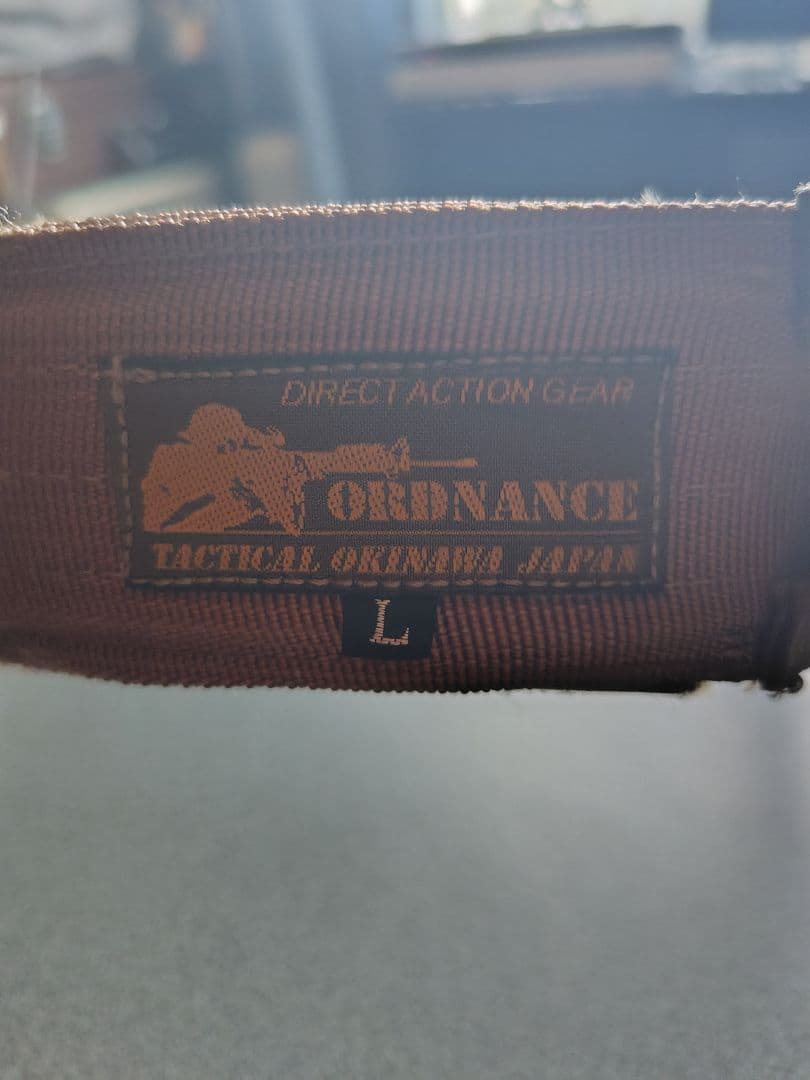 DIRECT ACTION GEAR
ORDNANCE
TACTICAL OKINAWA JAPAN
L